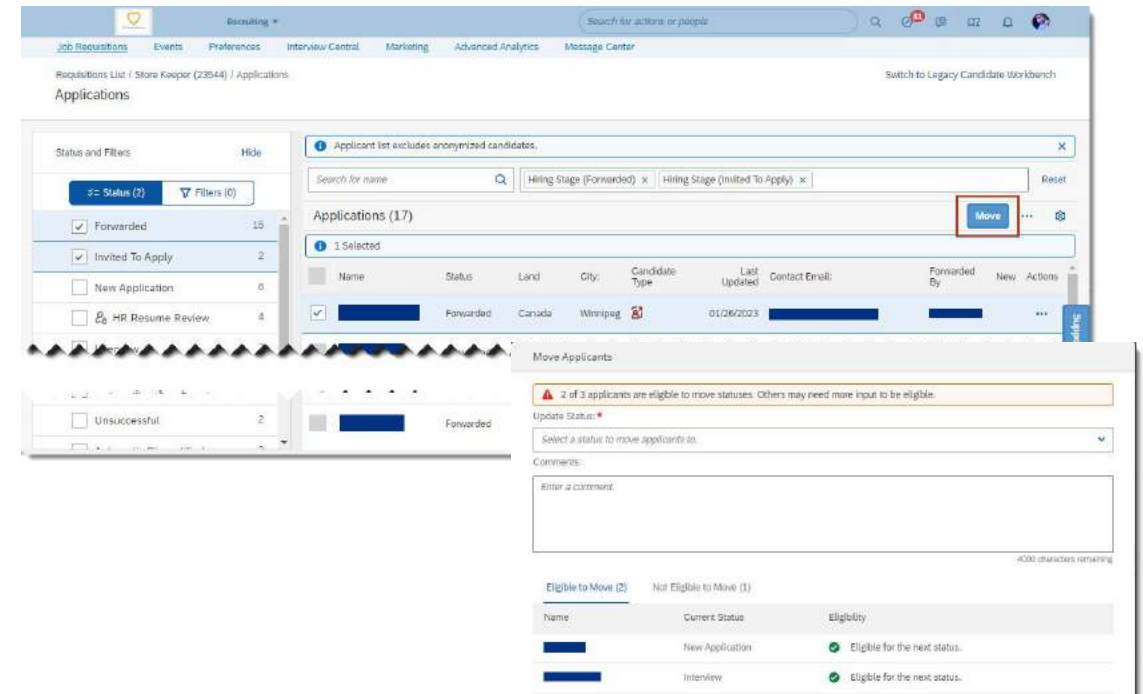 Recruiting
Search for actions or people
81
Job Requisitions Events Preferences Interview Central Marketing Advanced Analytics Message Center
Requisitions List / Store Keeper (23544) / Applications
Switch to Legacy Candidate Workbench
Applications
Status and Filters Hide
Applicant list excludes anonymized candidates.
Status (2) Filters (0)
Search for name
Hiring Stage (Forwarded) x Hiring Stage (Invited To Apply) x
Reset
Forwarded 15
Applications (17)
Move
Invited To Apply 2
1 Selected
New Application 6
Name Status Land City: Candidate Type Last Updated Contact Email: Forwarded By New Actions
HR Resume Review 4
Forwarded Canada Winnipeg 01/26/2023
Unsuccessful 2
Forwarded
Move Applicants
2 of 3 applicants are eligible to move statuses. Others may need more input to be eligible.
Update Status: *
Select a status to move applicants to.
Comments:
Enter a comment.
4000 characters remaining
Eligible to Move (2) Not Eligible to Move (1)
Name Current Status Eligibility
New Application Eligible for the next status.
Interview Eligible for the next status.